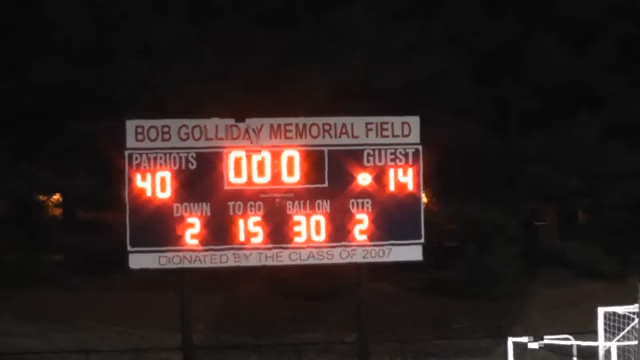 BOB GOLLIDAY MEMORIAL FIELD
PATRIOTS 000 GUEST
40 14
DOWN TO GO BALL ON QTR
2 15 30 2
DONATED BY THE CLASS OF 2007